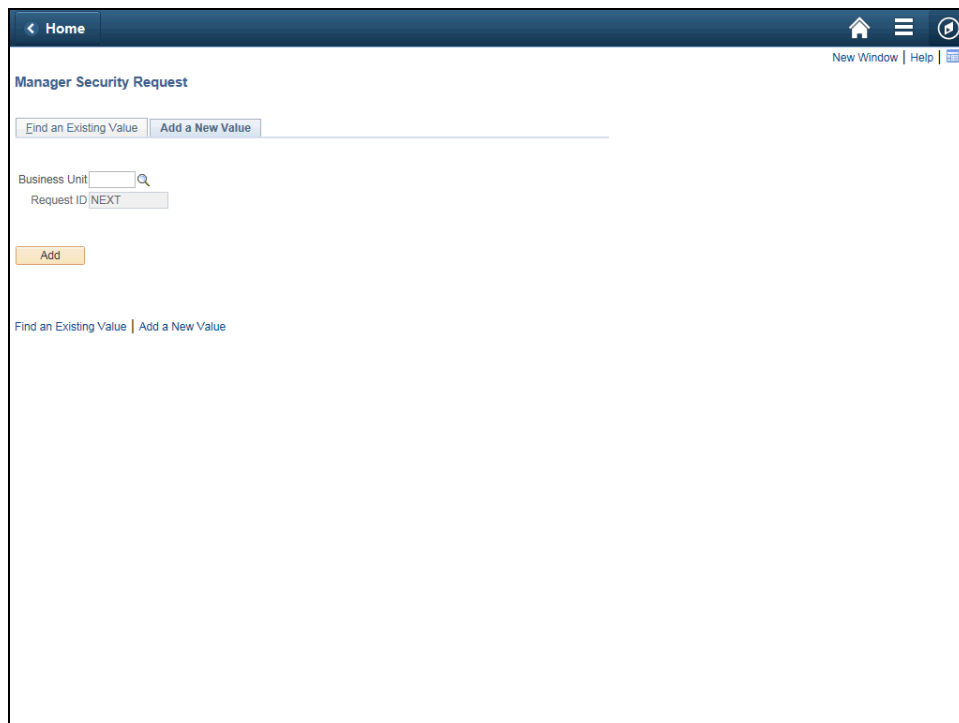 Home
New Window | Help |
Manager Security Request
Find an Existing Value Add a New Value
Business Unit
Request ID NEXT
Add
Find an Existing Value | Add a New Value